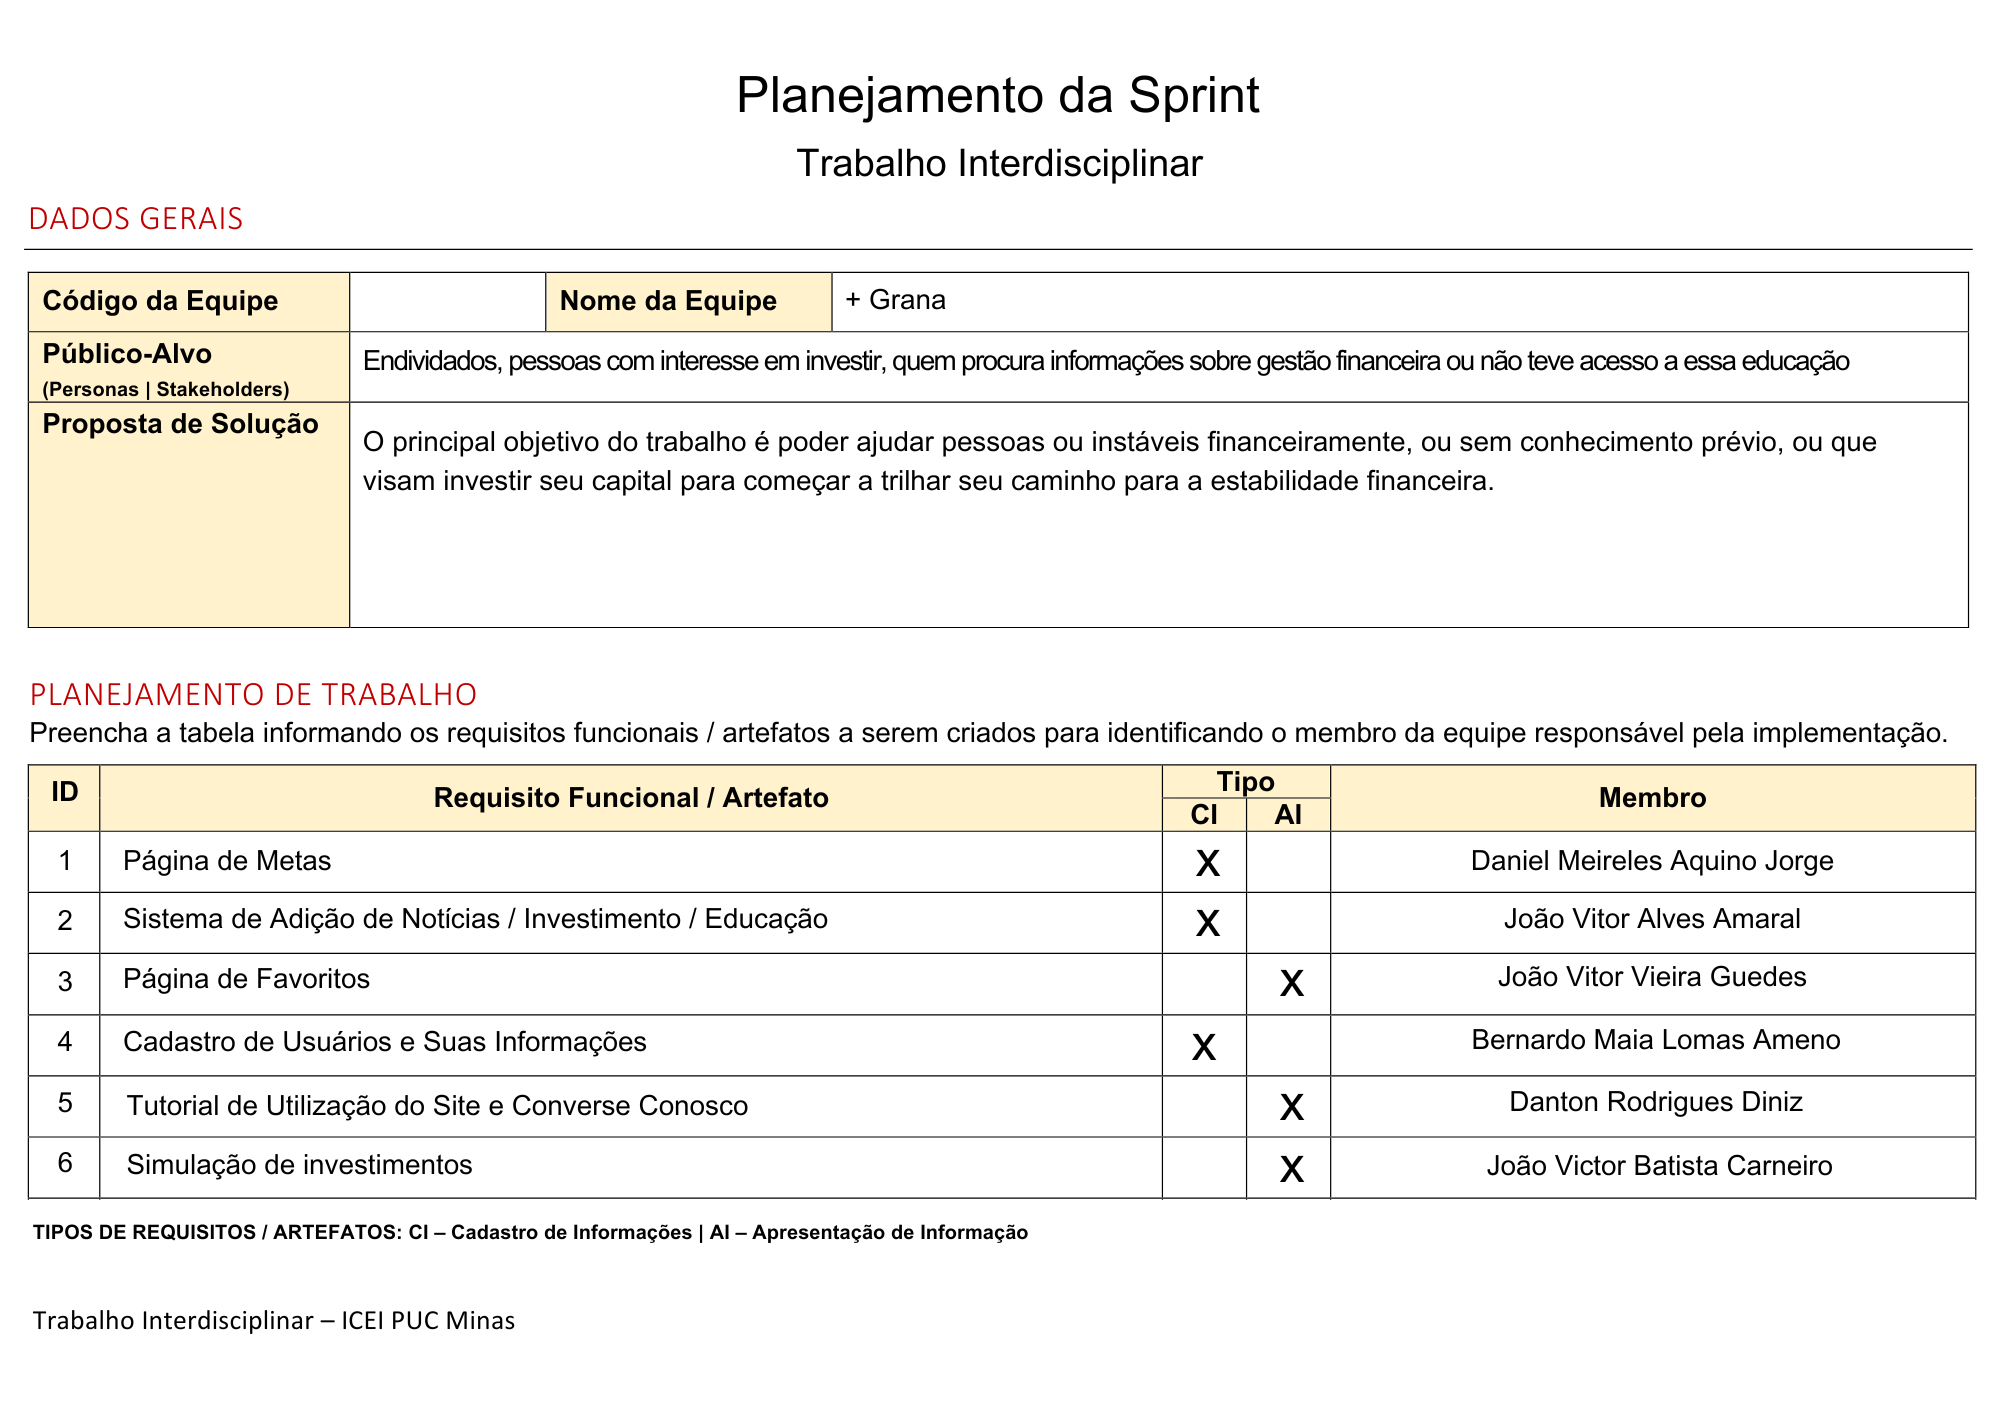 Planejamento da Sprint
Trabalho Interdisciplinar
DADOS GERAIS
Código da Equipe Nome da Equipe + Grana
Público-Alvo
(Personas | Stakeholders)
Endividados, pessoas com interesse em investir, quem procura informações sobre gestão financeira ou não teve acesso a essa educação
Proposta de Solução
O principal objetivo do trabalho é poder ajudar pessoas ou instáveis financeiramente, ou sem conhecimento prévio, ou que
visam investir seu capital para começar a trilhar seu caminho para a estabilidade financeira.
PLANEJAMENTO DE TRABALHO
Preencha a tabela informando os requisitos funcionais / artefatos a serem criados para identificando o membro da equipe responsável pela implementação.
ID Requisito Funcional / Artefato Tipo Membro
CI AI
1 Página de Metas X Daniel Meireles Aquino Jorge
2 Sistema de Adição de Notícias / Investimento / Educação X João Vitor Alves Amaral
3 Página de Favoritos X João Vitor Vieira Guedes
4 Cadastro de Usuários e Suas Informações X Bernardo Maia Lomas Ameno
5 Tutorial de Utilização do Site e Converse Conosco X Danton Rodrigues Diniz
6 Simulação de investimentos X João Victor Batista Carneiro
TIPOS DE REQUISITOS / ARTEFATOS: CI – Cadastro de Informações | AI – Apresentação de Informação
Trabalho Interdisciplinar – ICEI PUC Minas